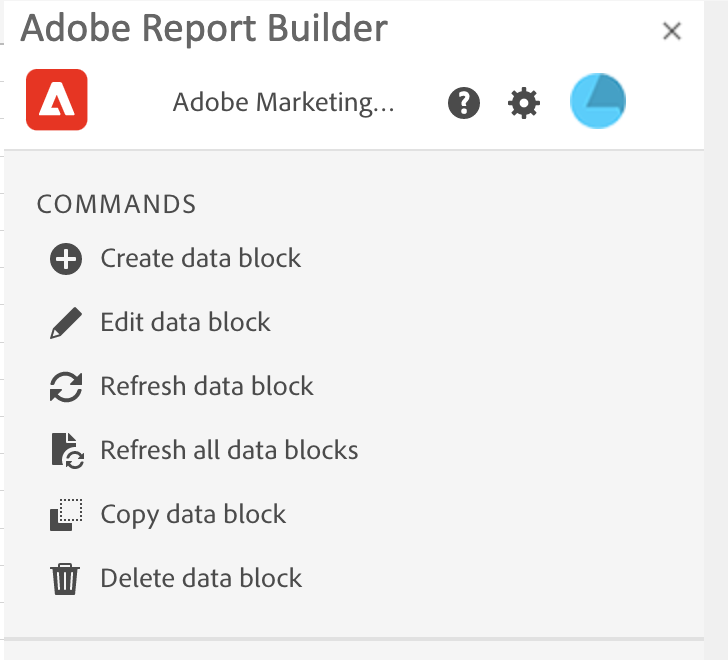 Adobe Report Builder
Adobe Marketing...
COMMANDS
Create data block
Edit data block
Refresh data block
Refresh all data blocks
Copy data block
Delete data block